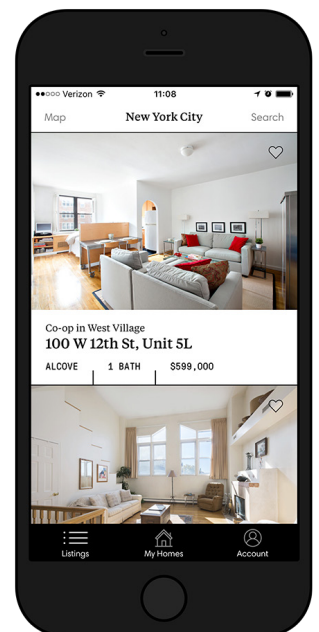 Verizon 11:08
Map New York City Search
Co-op in West Village
100 W 12th St, Unit 5L
ALCOVE 1 BATH $599,000
Listings My Homes Account